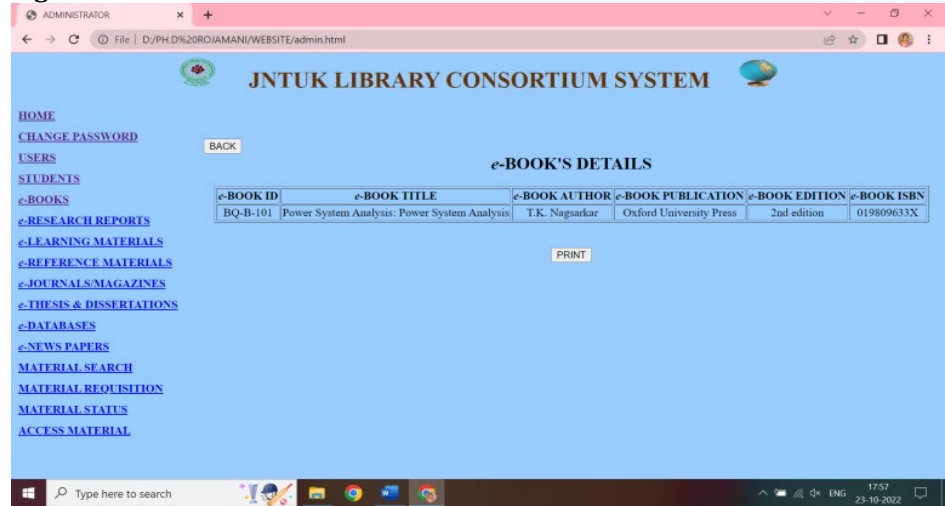 ADMINISTRATOR
File | D:/PH.D%20ROJAMANI/WEBSITE/admin.html
JNTUK LIBRARY CONSORTIUM SYSTEM
HOME
CHANGE PASSWORD
USERS
STUDENTS
e-BOOKS
e-RESEARCH REPORTS
e-LEARNING MATERIALS
e-REFERENCE MATERIALS
e-JOURNALS/MAGAZINES
e-THESIS & DISSERTATIONS
e-DATABASES
e-NEWS PAPERS
MATERIAL SEARCH
MATERIAL REQUISITION
MATERIAL STATUS
ACCESS MATERIAL
BACK
e-BOOK'S DETAILS
e-BOOK ID e-BOOK TITLE e-BOOK AUTHOR e-BOOK PUBLICATION e-BOOK EDITION e-BOOK ISBN
BQ-B-101 Power System Analysis: Power System Analysis T.K. Nagsarkar Oxford University Press 2nd edition 019809633X
PRINT
Type here to search
ENG
17:57
23-10-2022